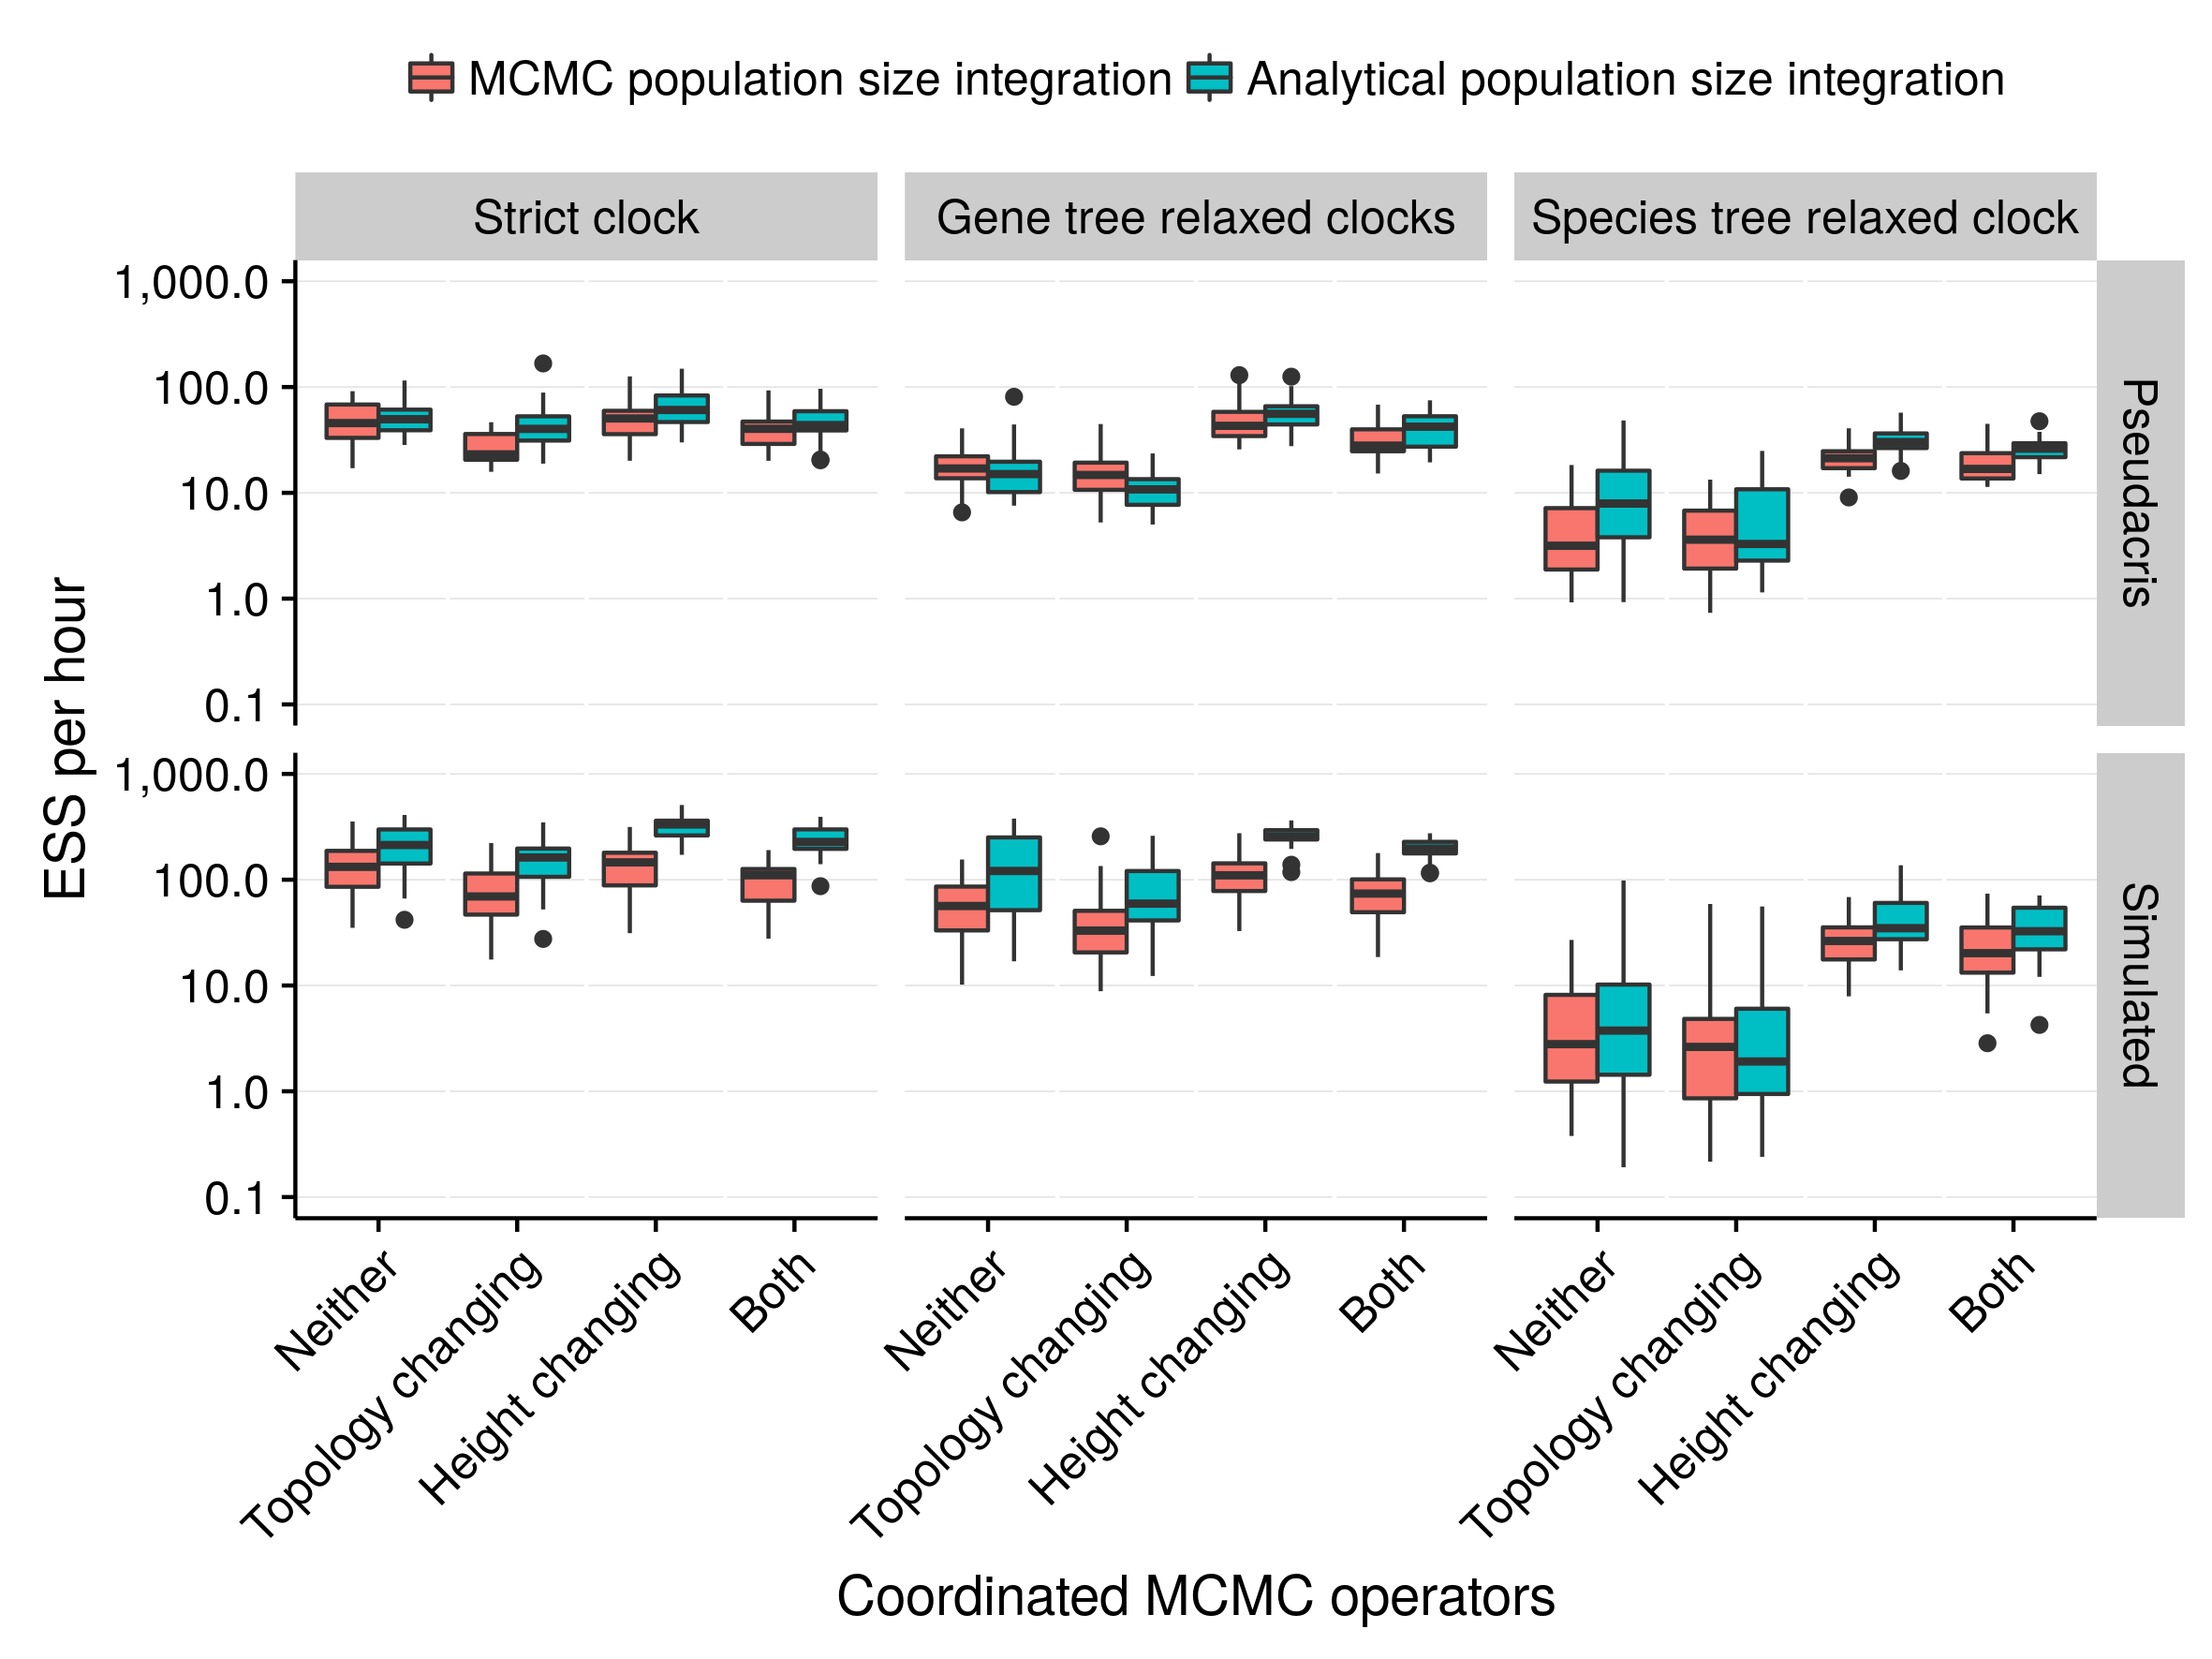 MCMC population size integration Analytical population size integration
Strict clock Gene tree relaxed clocks Species tree relaxed clock
ESS per hour
1,000.0
100.0
10.0
1.0
0.1
Pseudacris
1,000.0
100.0
10.0
1.0
0.1
Simulated
Neither Topology changing Height changing Both
Neither Topology changing Height changing Both
Neither Topology changing Height changing Both
Coordinated MCMC operators